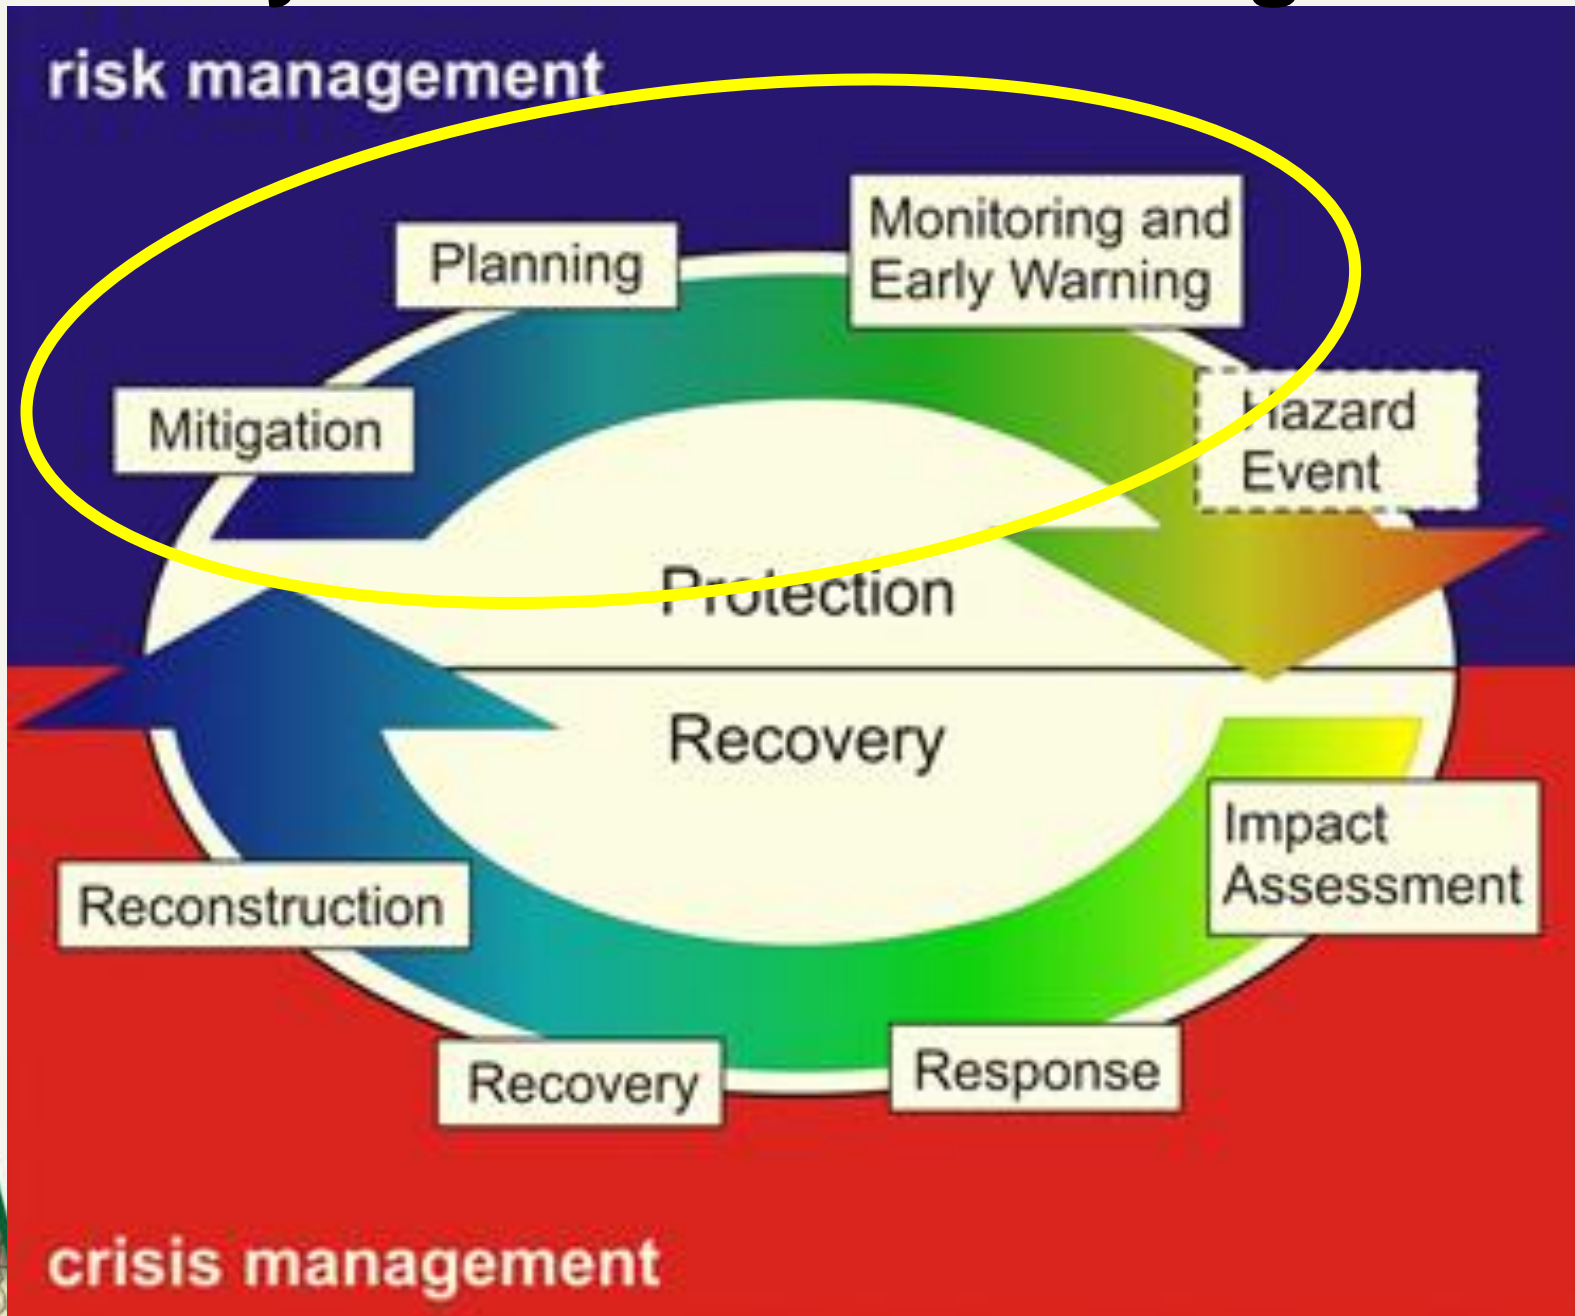 risk management
Planning
Monitoring and
Early Warning
Mitigation
Hazard
Event
Protection
Recovery
Impact
Assessment
Reconstruction
Recovery
Response
crisis management